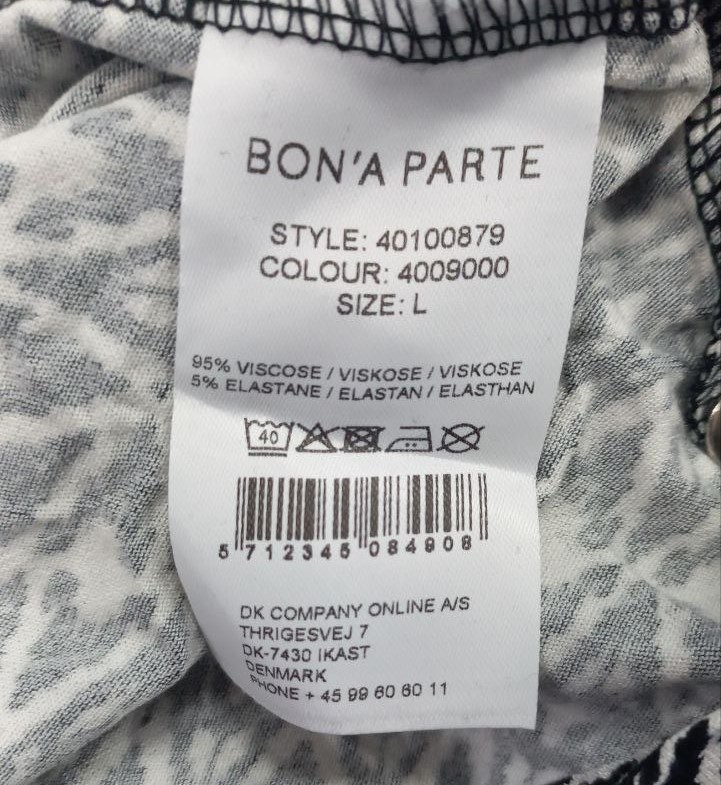 BON'A PARTE
STYLE: 40100879
COLOUR: 4009000
SIZE: L
95% VISCOSE / VISKOSE / VISKOSE
5% ELASTANE / ELASTAN / ELASTHAN
40
5 712345 084908
DK COMPANY ONLINE A/S
THRIGESVEJ 7
DK-7430 IKAST
DENMARK
PHONE + 45 99 60 60 11